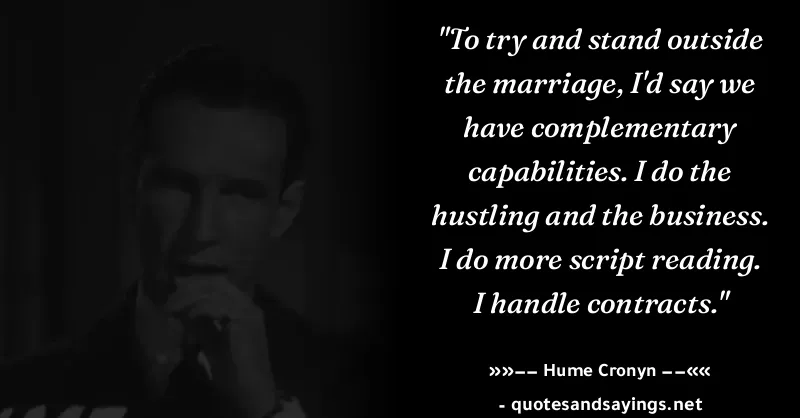 "To try and stand outside
the marriage, I'd say we
have complementary
capabilities. I do the
hustling and the business.
I do more script reading.
I handle contracts."
»»–– Hume Cronyn ––««
- quotesandsayings.net